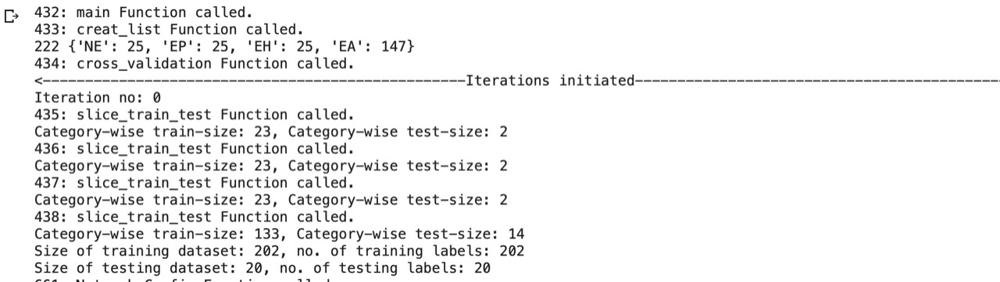 432: main Function called.
433: creat_list Function called.
222 {'NE': 25, 'EP': 25, 'EH': 25, 'EA': 147}
434: cross_validation Function called.
<--------------------------------------------------Iterations initiated-------------------------------------------
Iteration no: 0
435: slice_train_test Function called.
Category-wise train-size: 23, Category-wise test-size: 2
436: slice_train_test Function called.
Category-wise train-size: 23, Category-wise test-size: 2
437: slice_train_test Function called.
Category-wise train-size: 23, Category-wise test-size: 2
438: slice_train_test Function called.
Category-wise train-size: 133, Category-wise test-size: 14
Size of training dataset: 202, no. of training labels: 202
Size of testing dataset: 20, no. of testing labels: 20